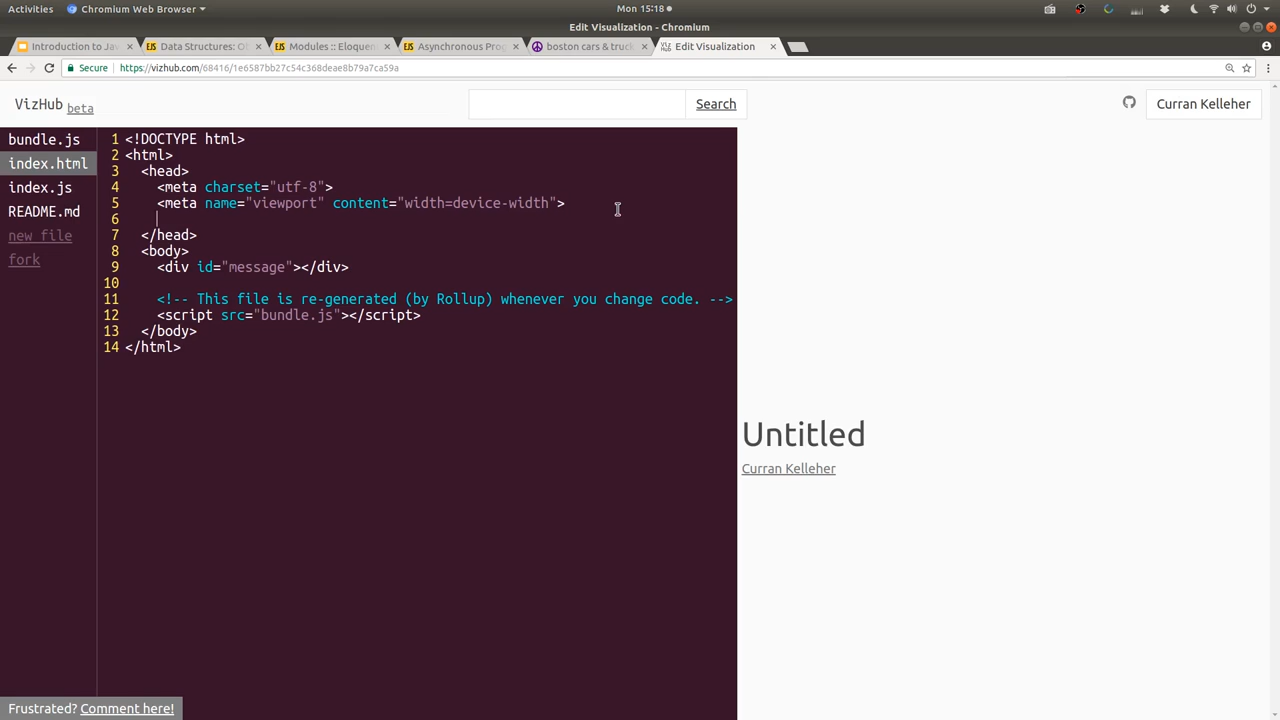 Activities Chromium Web Browser Mon 15:18
Edit Visualization - Chromium
Introduction to Jav Data Structures: Ob Modules :: Eloquen Asynchronous Prog boston cars & truck Edit Visualization
Secure https://vizhub.com/68416/1e6587bb27c54c368deae8b79a7ca59a
VizHub beta Search Curran Kelleher
bundle.js
index.html
index.js
README.md
new file
fork
1 <!DOCTYPE html>
2 <html>
3 <head>
4 <meta charset="utf-8">
5 <meta name="viewport" content="width=device-width">
6
7 </head>
8 <body>
9 <div id="message"></div>
10
11 <!-- This file is re-generated (by Rollup) whenever you change code. -->
12 <script src="bundle.js"></script>
13 </body>
14 </html>
Untitled
Curran Kelleher
Frustrated? Comment here!